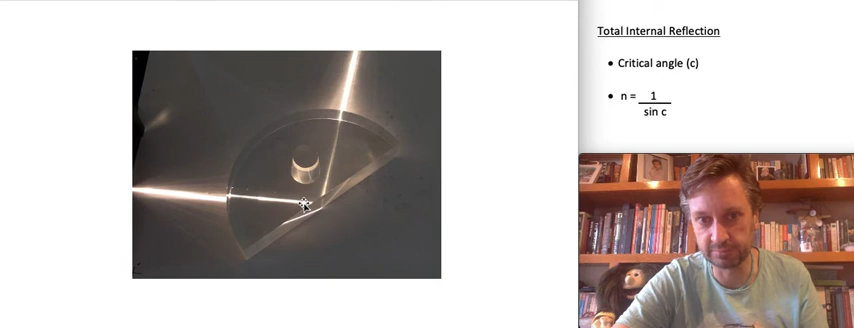 Total Internal Reflection
• Critical angle (c)
• n = 1
sin c